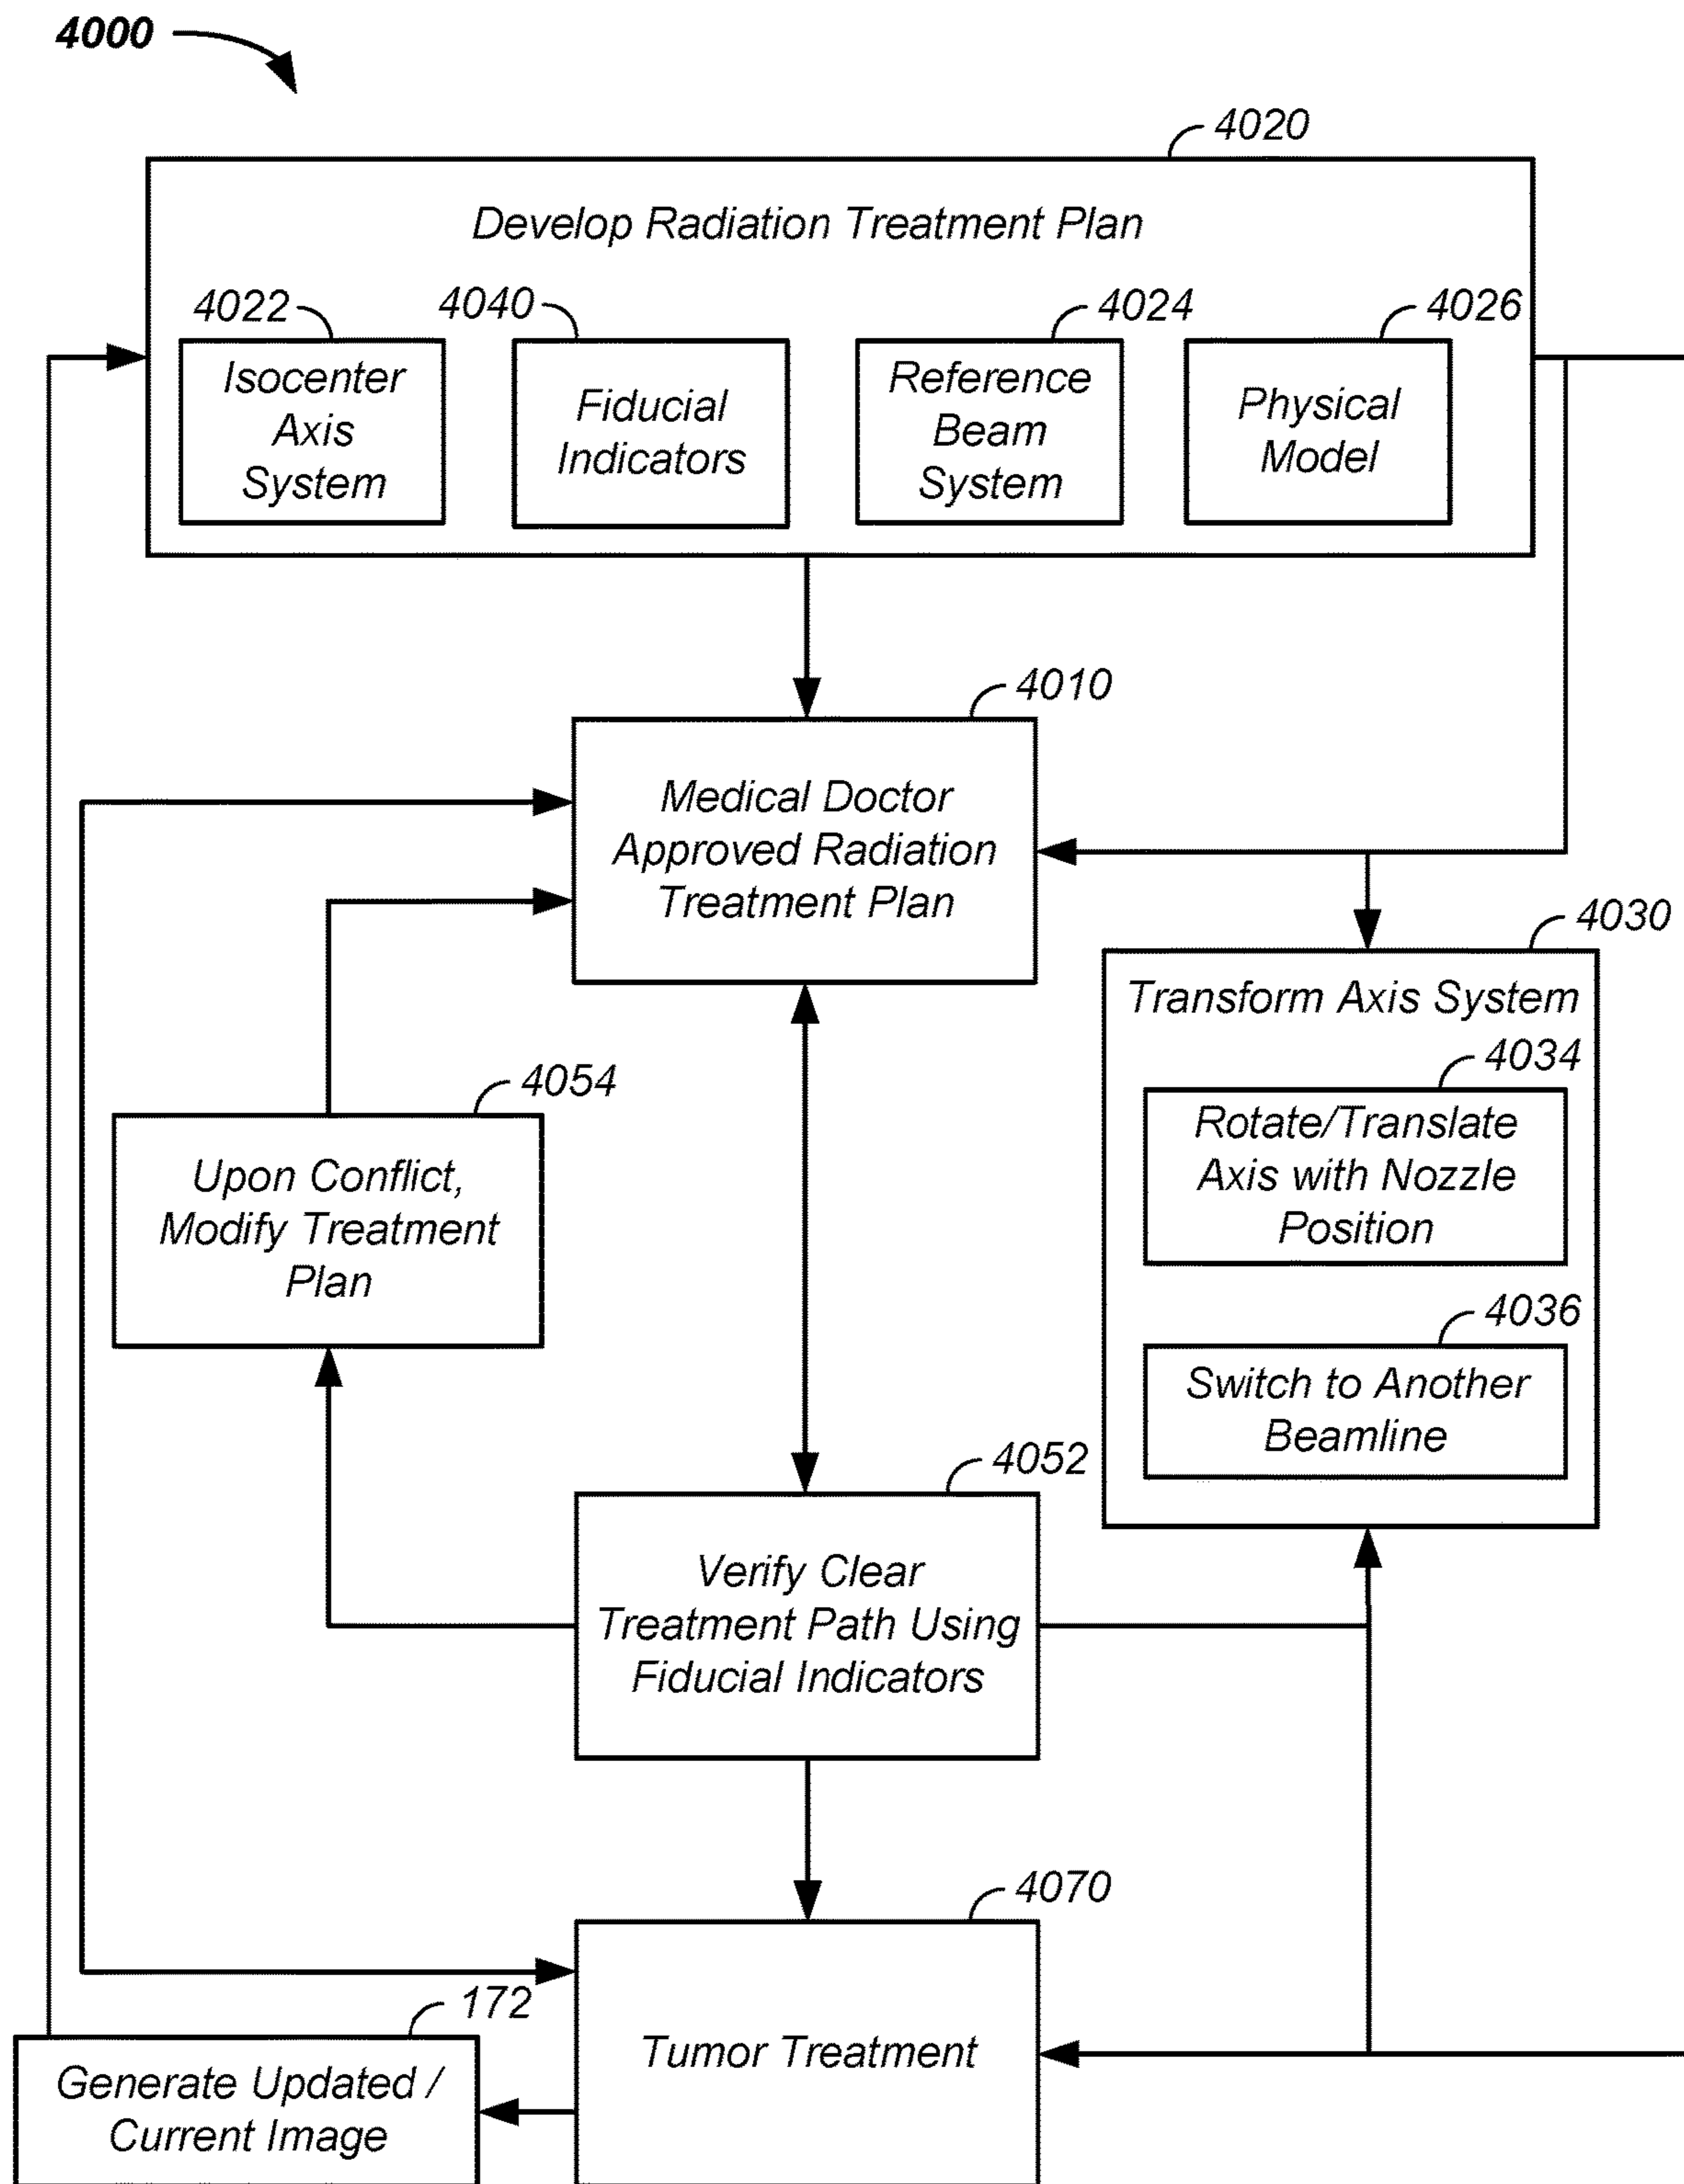 4000
4020
Develop Radiation Treatment Plan
4022
4040
4024
4026
Isocenter
Axis
System
Fiducial
Indicators
Reference
Beam
System
Physical
Model
4010
Medical Doctor
Approved Radiation
Treatment Plan
4030
Transform Axis System
4034
Rotate/Translate
Axis with Nozzle
Position
4036
Switch to Another
Beamline
4054
Upon Conflict,
Modify Treatment
Plan
4052
Verify Clear
Treatment Path Using
Fiducial Indicators
4070
Tumor Treatment
172
Generate Updated /
Current Image